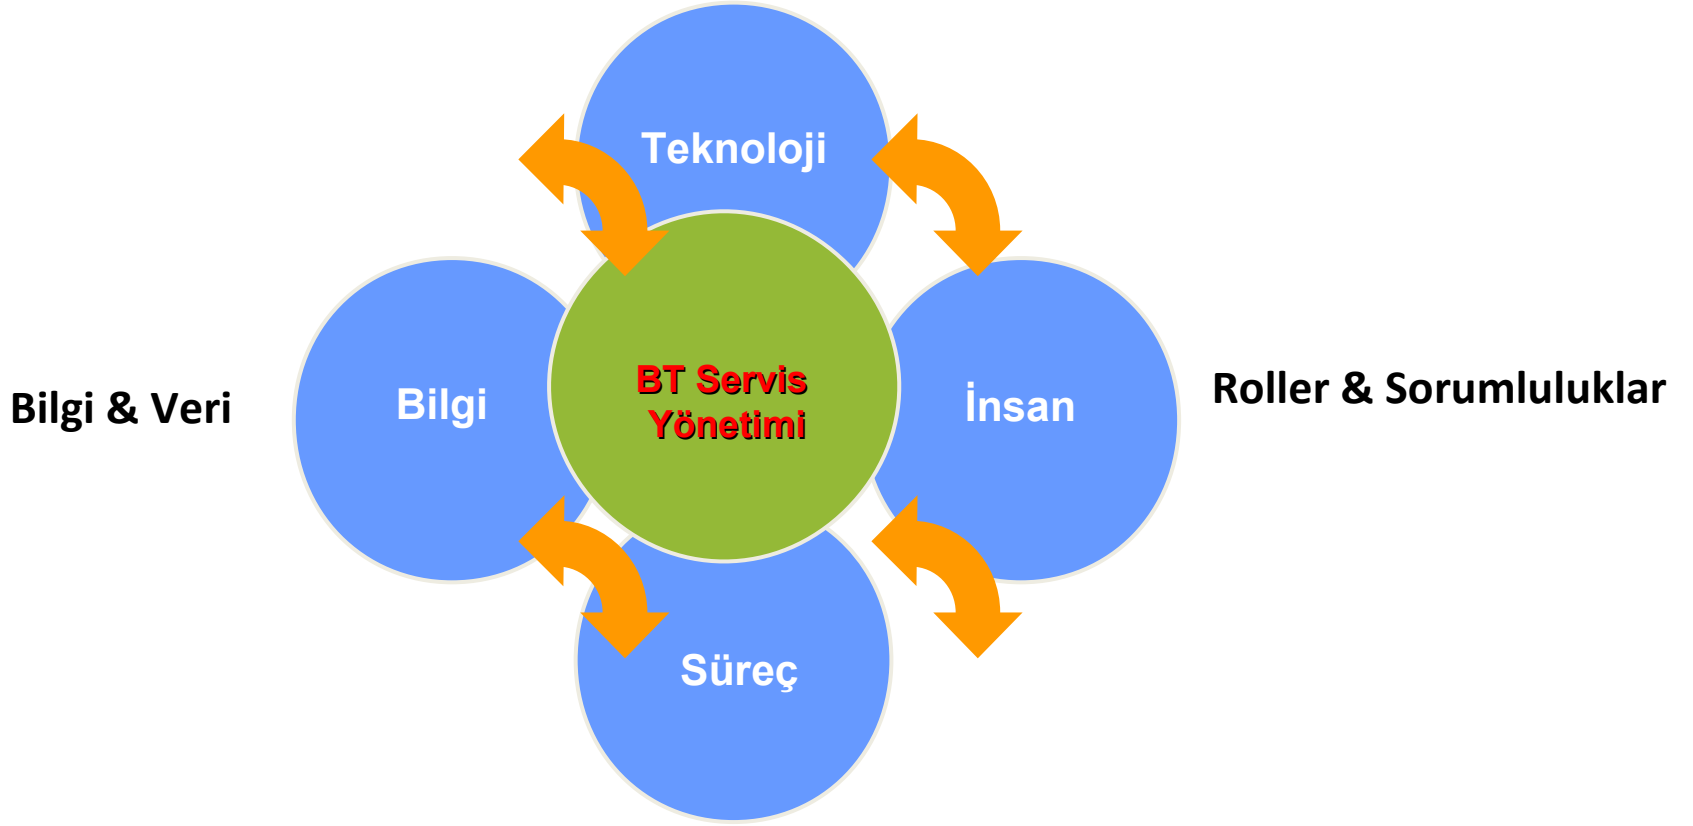 Teknoloji
Bilgi & Veri
Bilgi
BT Servis
Yönetimi
İnsan
Roller & Sorumluluklar
Süreç